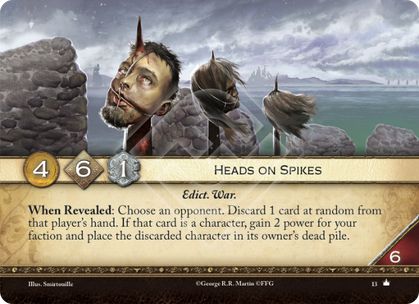 4 6 1 HEADS ON SPIKES
Edict. War.
When Revealed: Choose an opponent. Discard 1 card at random
from that player's hand. If that card is a character, gain 2 power for your
faction and place the discarded character in its owner's dead pile.
6
Illus. Smirtouille ©George R.R. Martin ©FFG 13